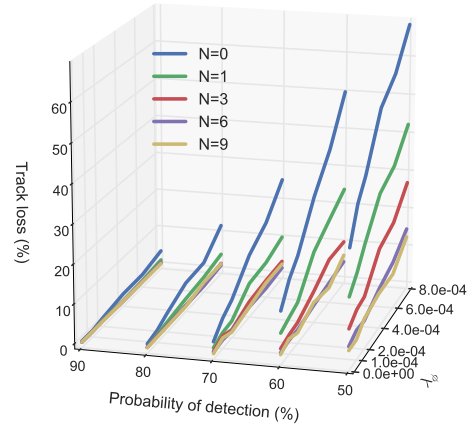 N=0
N=1
N=3
N=6
N=9
Track loss (%)
60
50
40
30
20
10
0
90
80
70
60
50
Probability of detection (%)
8.0e-04
6.0e-04
4.0e-04
2.0e-04
1.0e-04
0.0e+00